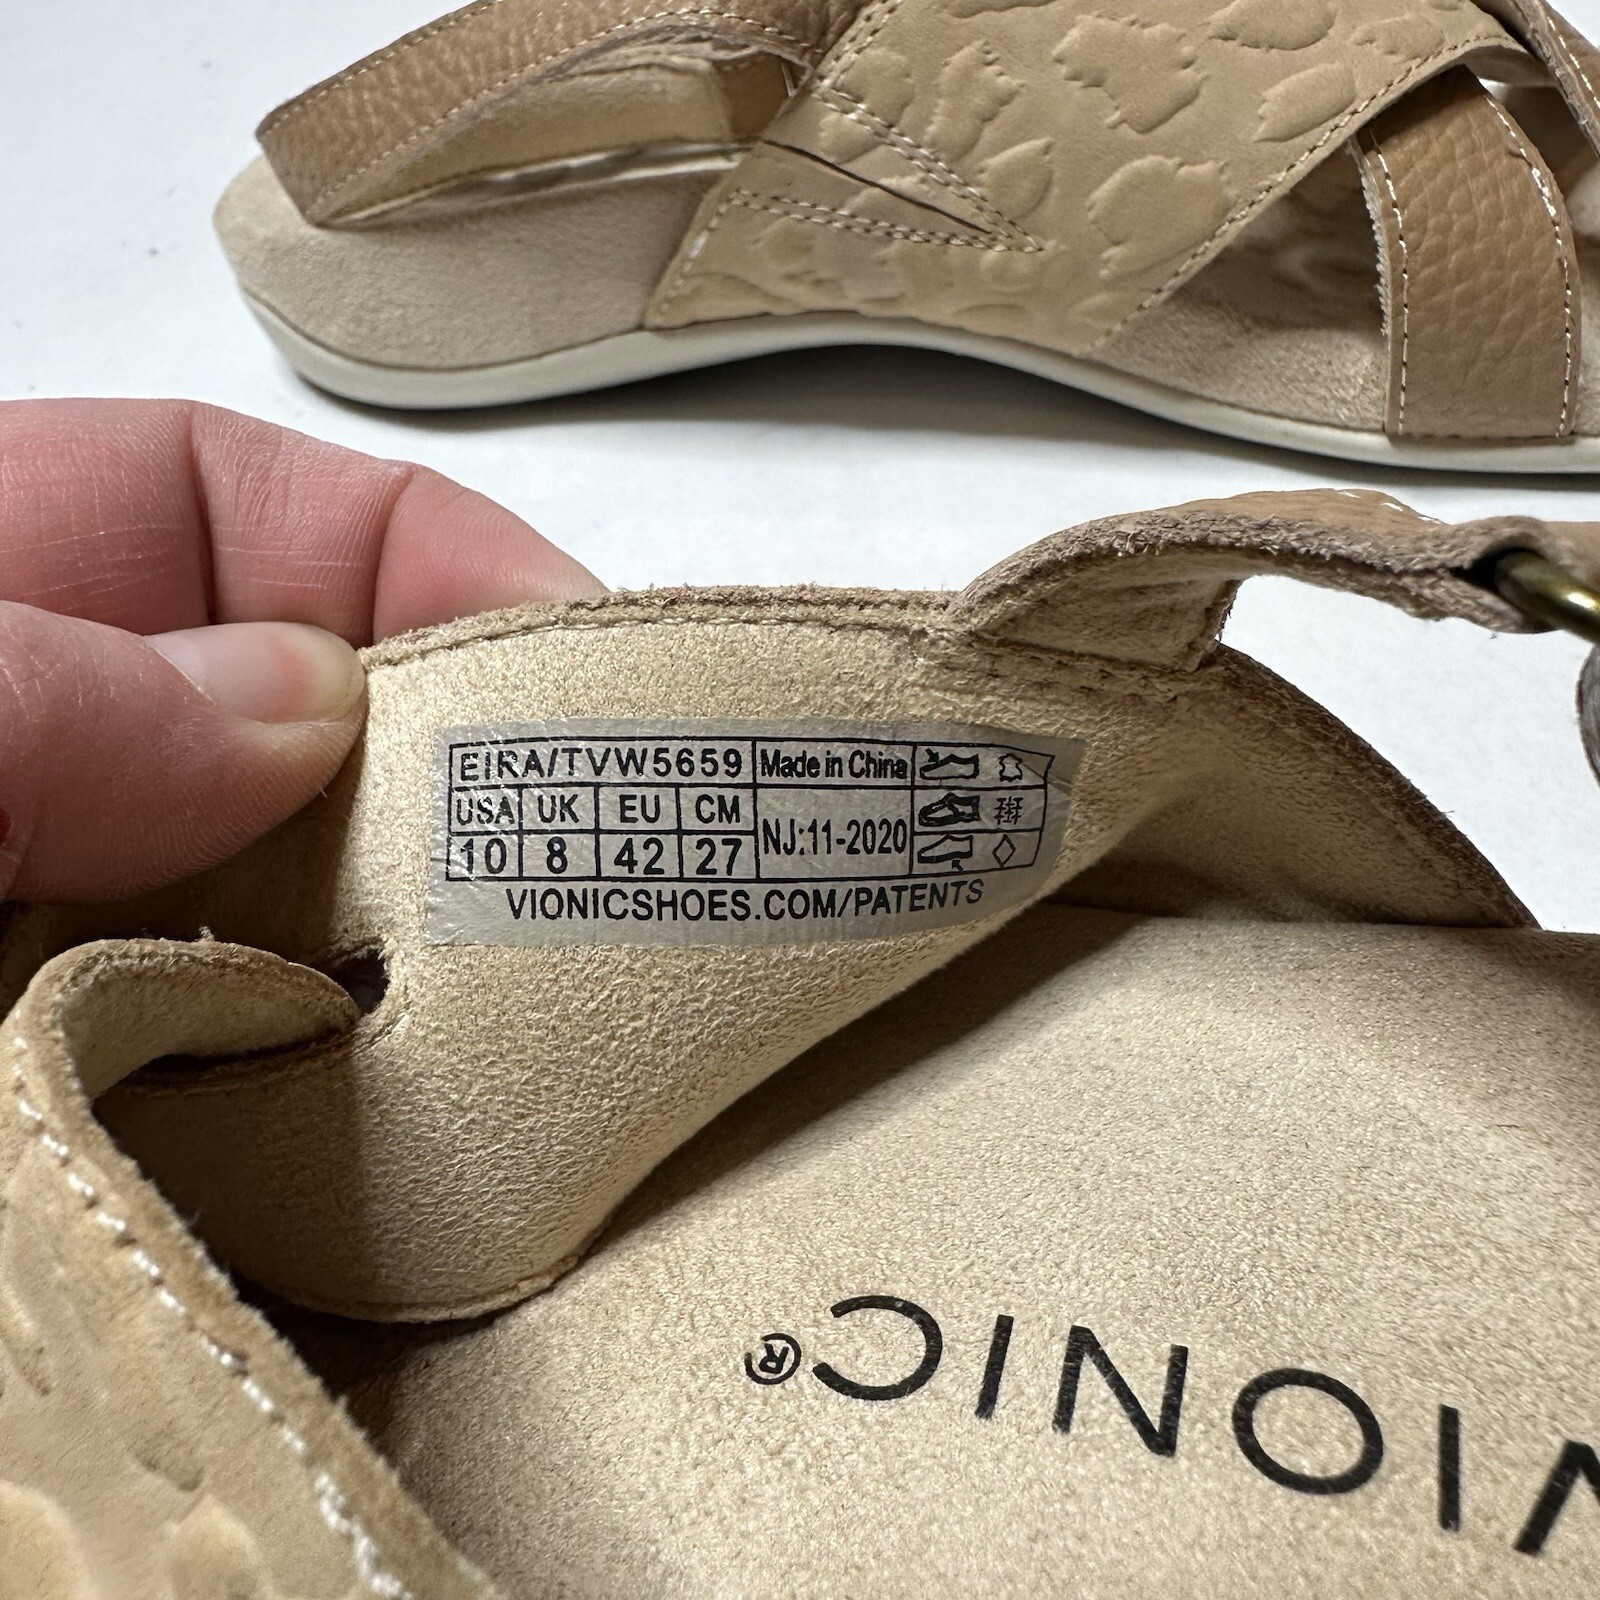 EIRA/TVW5659 Made in China
USA UK EU CM
NJ:11-2020
10 8 42 27
VIONICSHOES.COM/PATENTS
VIONIC®